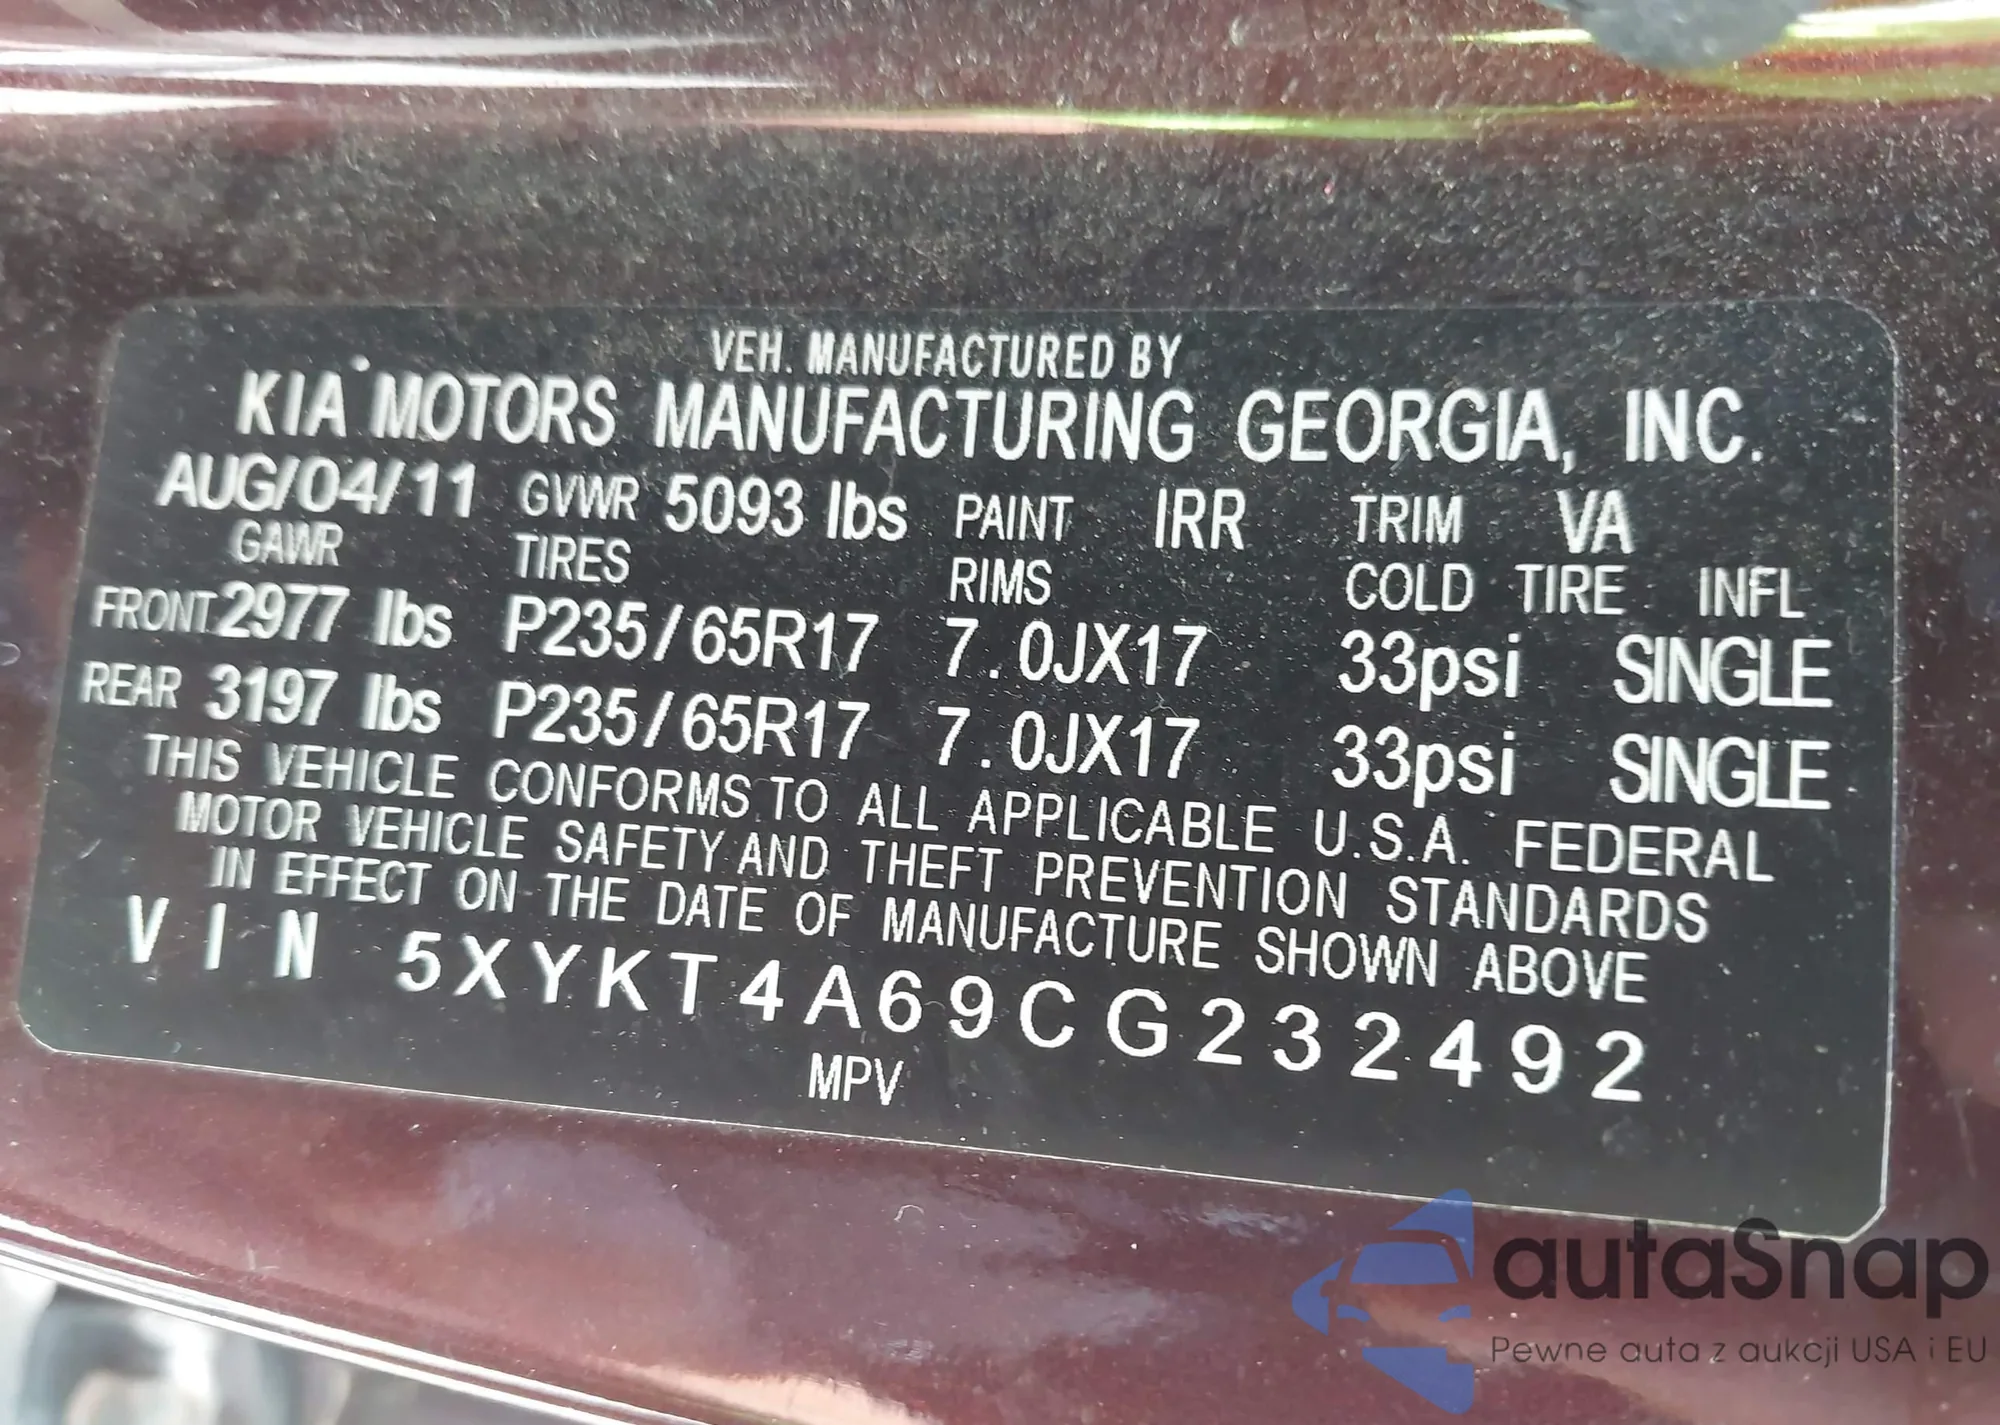 VEH. MANUFACTURED BY
KIA MOTORS MANUFACTURING GEORGIA, INC.
AUG/04/11 GVWR 5093 lbs PAINT IRR TRIM VA
GAWR TIRES RIMS COLD TIRE INFL
FRONT 2977 lbs P235/65R17 7.0JX17 33psi SINGLE
REAR 3197 lbs P235/65R17 7.0JX17 33psi SINGLE
THIS VEHICLE CONFORMS TO ALL APPLICABLE U.S.A. FEDERAL
MOTOR VEHICLE SAFETY AND THEFT PREVENTION STANDARDS
IN EFFECT ON THE DATE OF MANUFACTURE SHOWN ABOVE
VIN 5XYKT4A69CG232492
MPV
autaSnap
Pewne auta z aukcji USA i EU